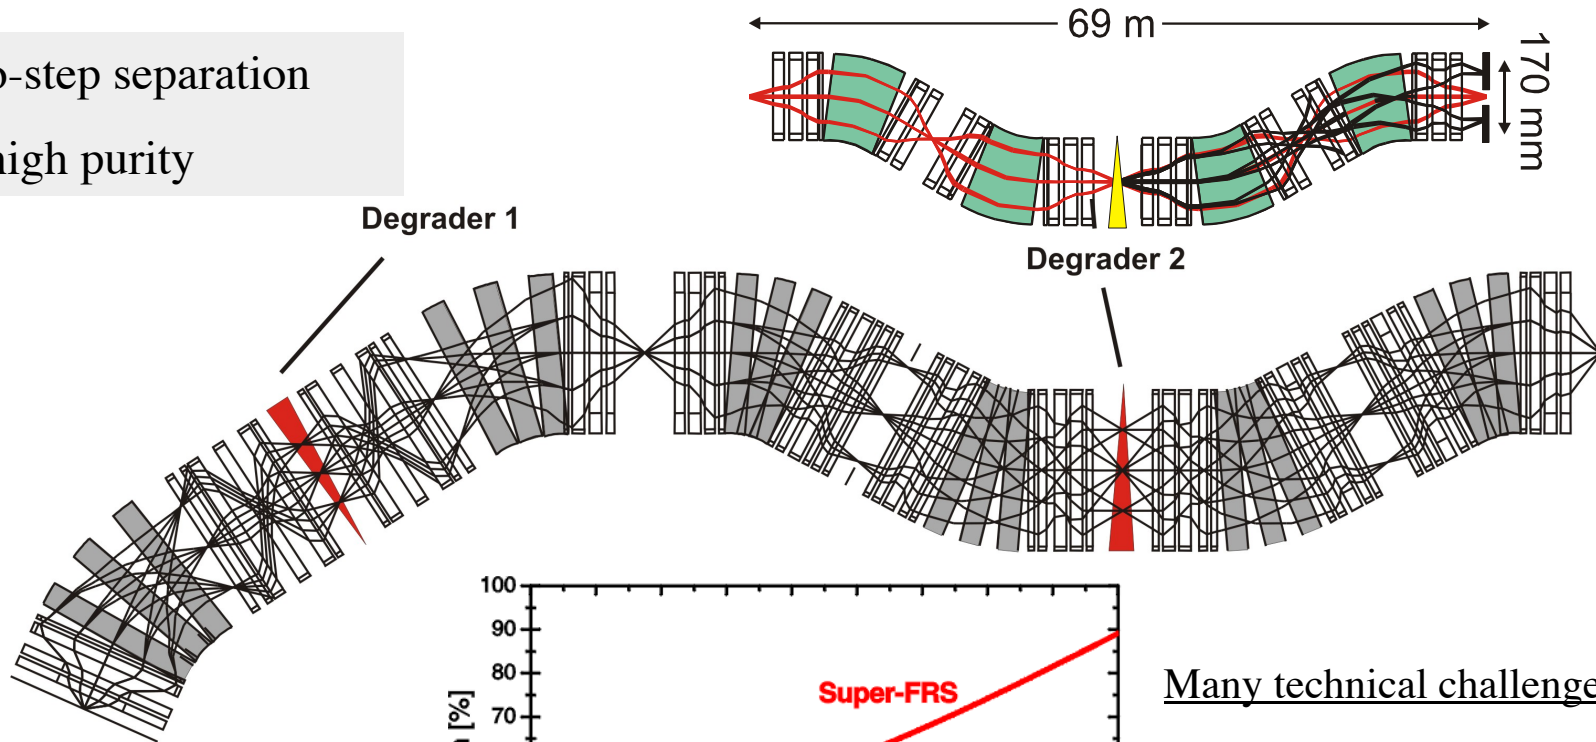 69 m
170 mm
-step separation
high purity
Degrader 1
Degrader 2
100
90
80
70
[%]
Super-FRS
Many technical challenge